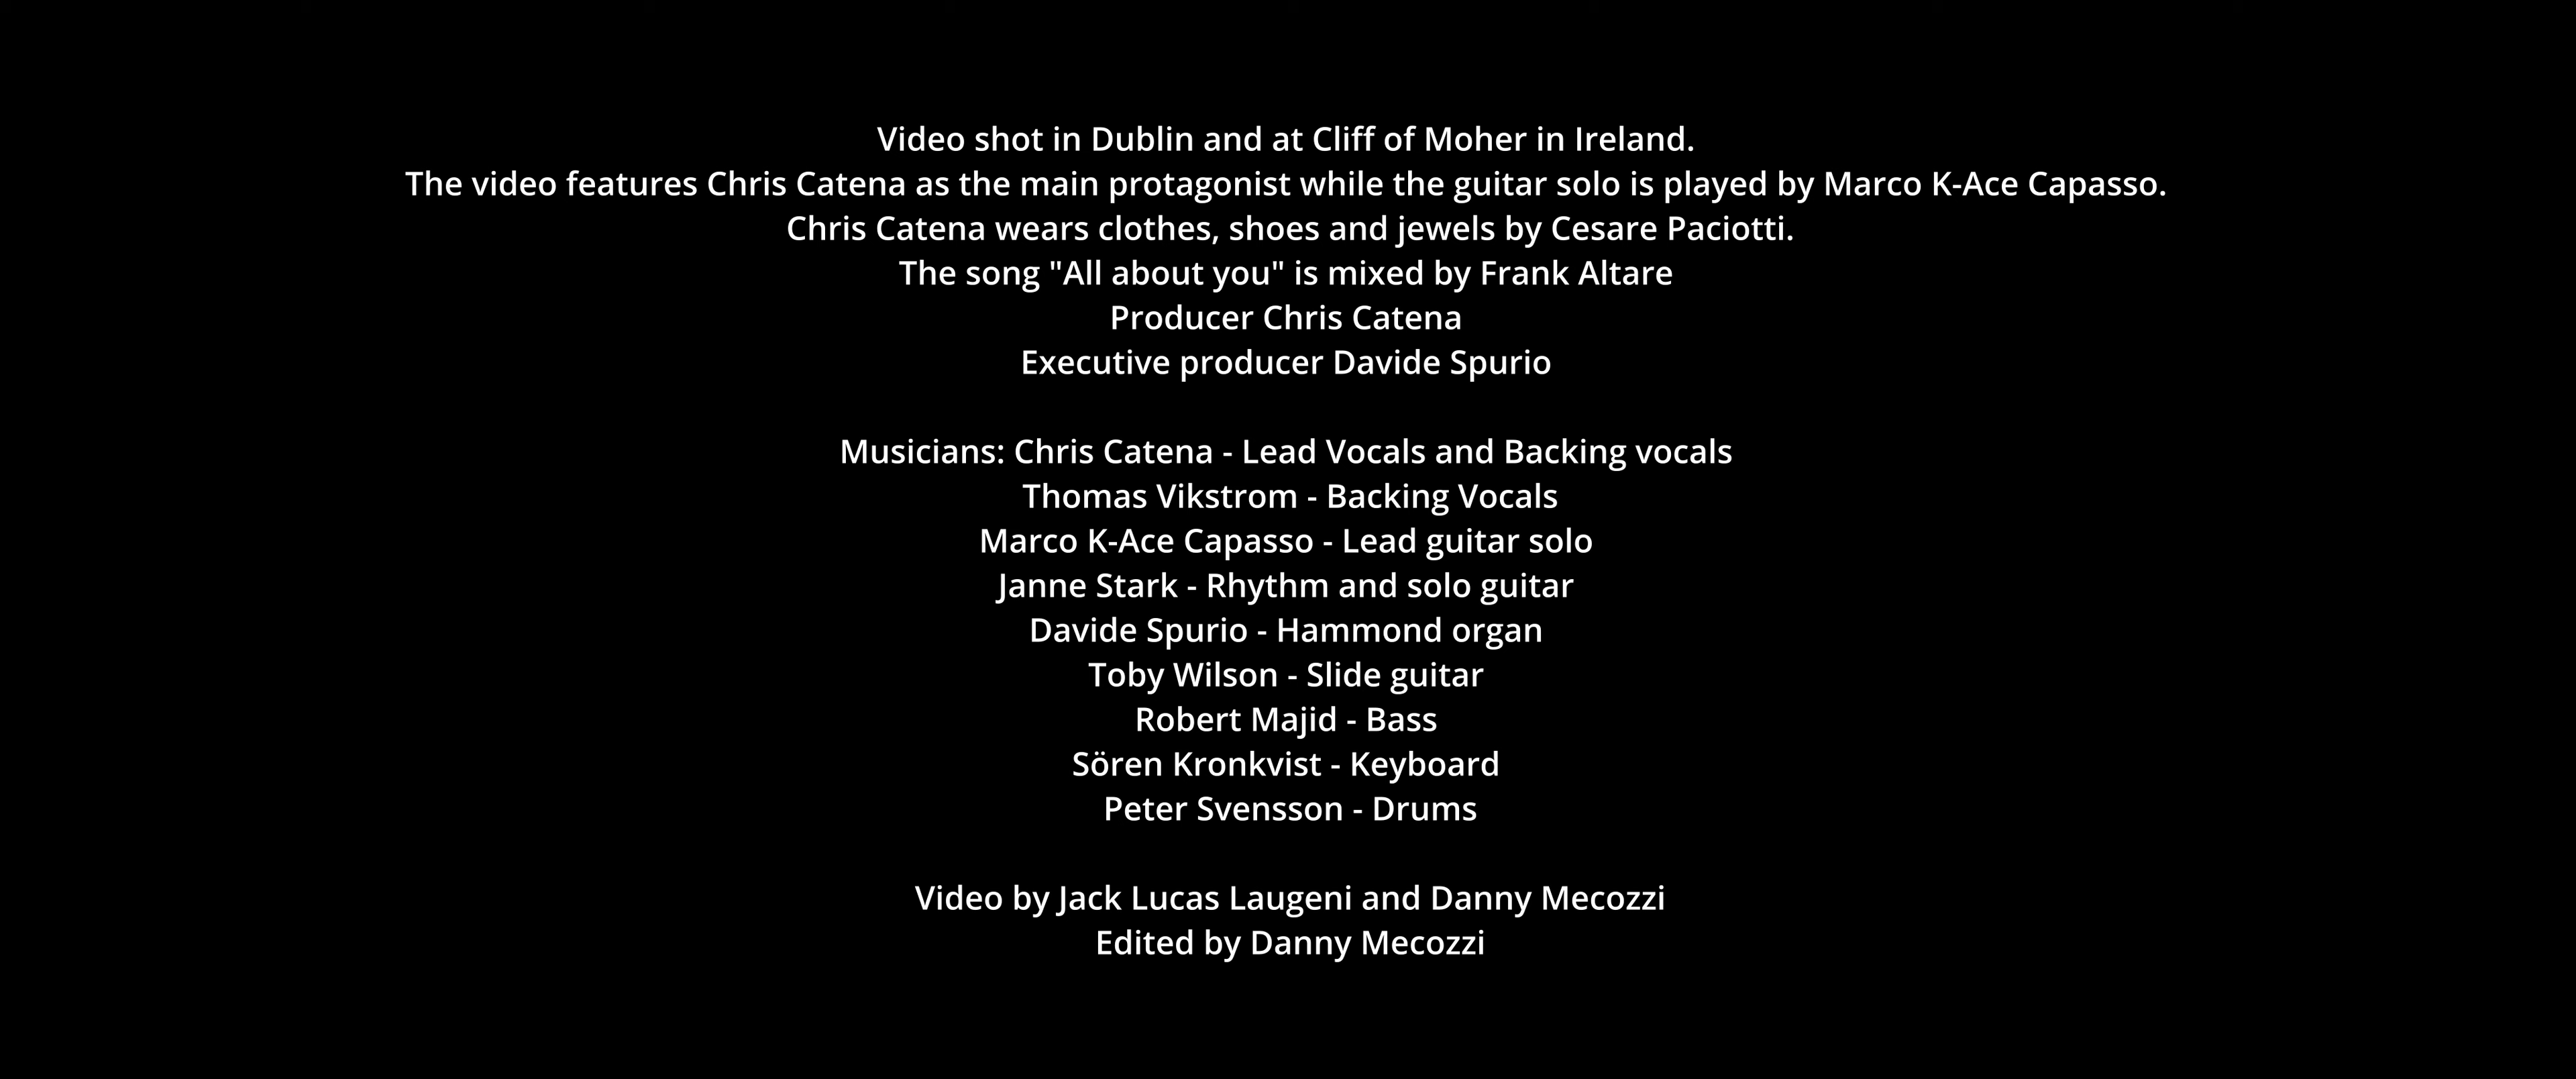 Video shot in Dublin and at Cliff of Moher in Ireland.
The video features Chris Catena as the main protagonist while the guitar solo is played by Marco K-Ace Capasso.
Chris Catena wears clothes, shoes and jewels by Cesare Paciotti.
The song "All about you" is mixed by Frank Altare
Producer Chris Catena
Executive producer Davide Spurio
Musicians: Chris Catena - Lead Vocals and Backing vocals
Thomas Vikstrom - Backing Vocals
Marco K-Ace Capasso - Lead guitar solo
Janne Stark - Rhythm and solo guitar
Davide Spurio - Hammond organ
Toby Wilson - Slide guitar
Robert Majid - Bass
Sören Kronkvist - Keyboard
Peter Svensson - Drums
Video by Jack Lucas Laugeni and Danny Mecozzi
Edited by Danny Mecozzi